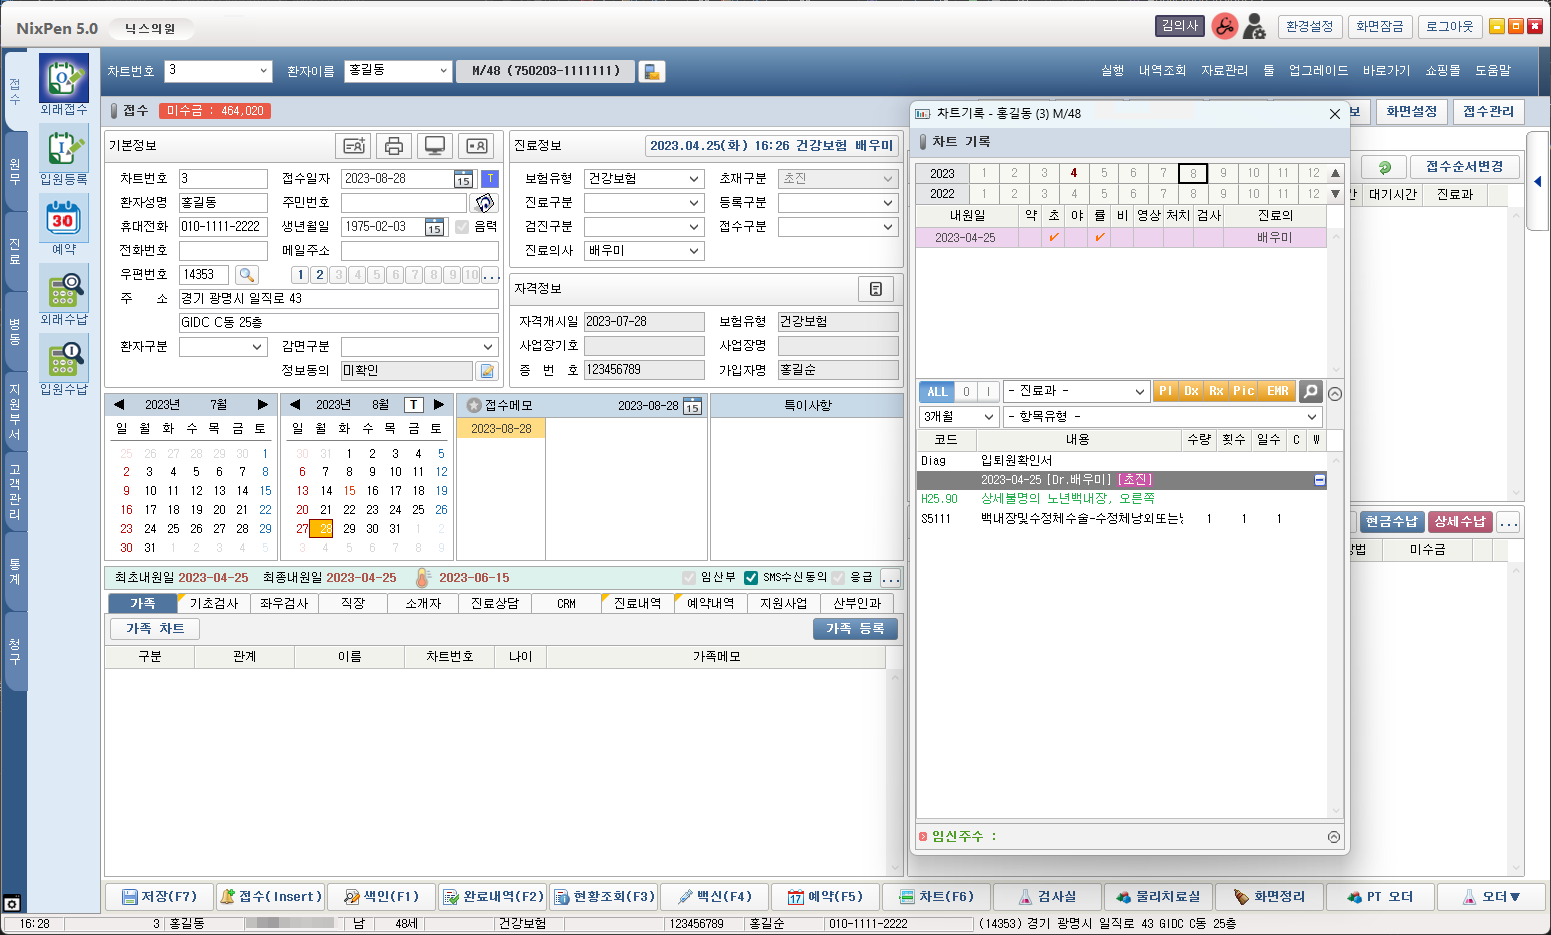 NixPen 5.0 닉스의원 김의사 환경설정 화면잠금 로그아웃
차트번호 3 환자이름 홍길동 M/48 (750203-1111111) 실행 내역조회 자료관리 툴 업그레이드 바로가기 쇼핑몰 도움말
접수 원무 진료 병동 지원부서 고객관리 통계 청구
외래접수
입원등록
30
예약
외래수납
입원수납
접수 미수금 : 464,020
보 화면설정 접수관리
접수순서변경
대기시간 진료과
기본정보
차트번호 3 접수일자 2023-08-28 15 T
환자성명 홍길동 주민번호
휴대전화 010-1111-2222 생년월일 1975-02-03 15 음력
전화번호 메일주소
우편번호 14353 1 2 3 4 5 6 7 8 9 10 ...
주 소 경기 광명시 일직로 43
GIDC C동 25층
환자구분 감면구분
정보동의 미확인
진료정보 2023.04.25(화) 16:26 건강보험 배우미
보험유형 건강보험 초재구분 초진
진료구분 등록구분
검진구분 접수구분
진료의사 배우미
자격정보
자격개시일 2023-07-28 보험유형 건강보험
사업장기호 사업장명
증 번 호 123456789 가입자명 홍길순
2023년 7월
일 월 화 수 목 금 토
25 26 27 28 29 30 1
2 3 4 5 6 7 8
9 10 11 12 13 14 15
16 17 18 19 20 21 22
23 24 25 26 27 28 29
30 31 1 2 3 4 5
2023년 8월 T
일 월 화 수 목 금 토
30 31 1 2 3 4 5
6 7 8 9 10 11 12
13 14 15 16 17 18 19
20 21 22 23 24 25 26
27 28 29 30 31 1 2
3 4 5 6 7 8 9
접수메모 2023-08-28 15 특이사항
2023-08-28
최초내원일 2023-04-25 최종내원일 2023-04-25 2023-06-15 임산부 SMS수신동의 응급 ...
가족 기초검사 좌우검사 직장 소개자 진료상담 CRM 진료내역 예약내역 지원사업 산부인과
가족 차트 가족 등록
구분 관계 이름 차트번호 나이 가족메모
차트기록 - 홍길동 (3) M/48
차트 기록
2023 1 2 3 4 5 6 7 8 9 10 11 12
2022 1 2 3 4 5 6 7 8 9 10 11 12
내원일 약 초 야 률 비 영상 처치 검사 진료의
2023-04-25 배우미
ALL O I - 진료과 - PI Dx Rx Pic EMR
3개월 - 항목유형 -
코드 내용 수량 횟수 일수 C W
Diag 입퇴원확인서
2023-04-25 [Dr.배우미] [초진]
H25.90 상세불명의 노년백내장, 오른쪽
S5111 백내장및수정체수술-수정체낭외또는 1 1 1
임신주수 :
현금수납 상세수납 ...
미수금
저장(F7) 접수(Insert) 색인(F1) 완료내역(F2) 현황조회(F3) 백신(F4) 17 예약(F5) 차트(F6) 검사실 물리치료실 화면정리 PT 오더 오더▼
16:28 3 홍길동 남 48세 건강보험 123456789 홍길순 010-1111-2222 (14353) 경기 광명시 일직로 43 GIDC C동 25층